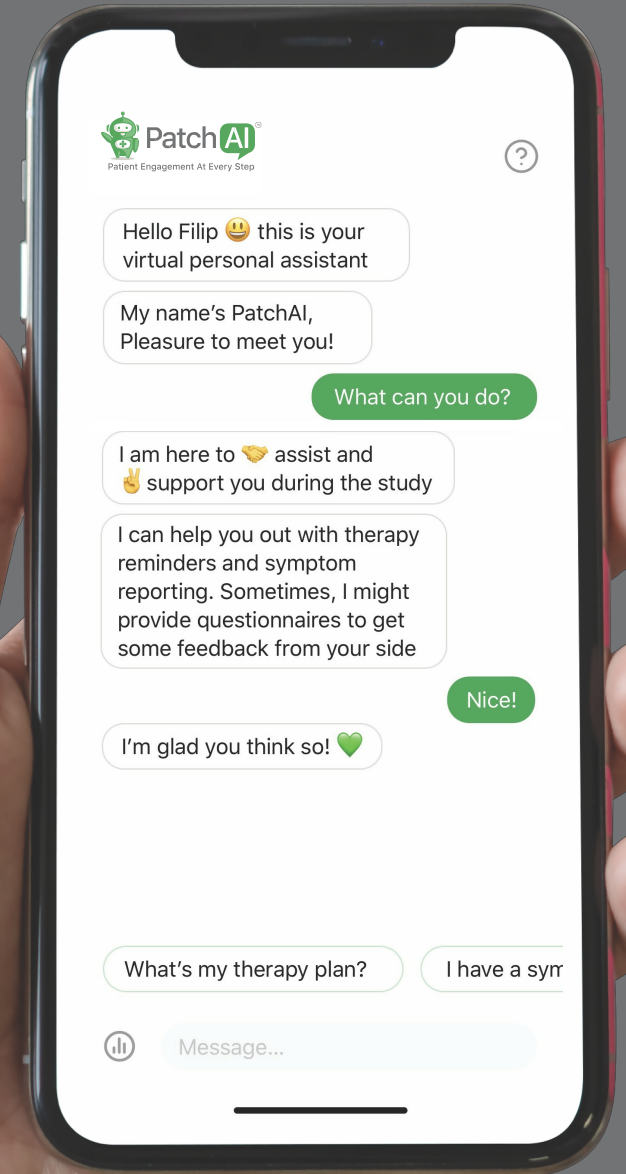 PatchAI
Patient Engagement At Every Step
Hello Filip 😃 this is your
virtual personal assistant
My name’s PatchAI,
Pleasure to meet you!
What can you do?
I am here to 🤝 assist and
✌️support you during the study
I can help you out with therapy
reminders and symptom
reporting. Sometimes, I might
provide questionnaires to get
some feedback from your side
Nice!
I’m glad you think so! 💚
What’s my therapy plan?
I have a sym
Message...